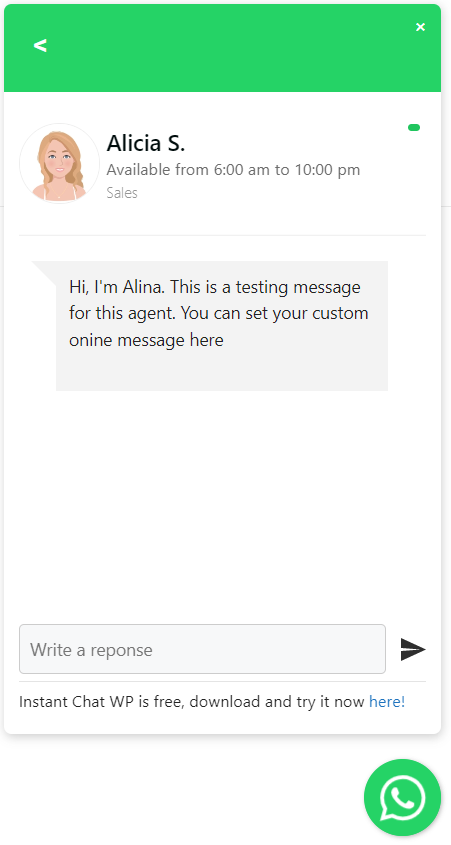 <
×
Alicia S.
Available from 6:00 am to 10:00 pm
Sales
Hi, I'm Alina. This is a testing message
for this agent. You can set your custom
onine message here
Write a reponse
Instant Chat WP is free, download and try it now here!